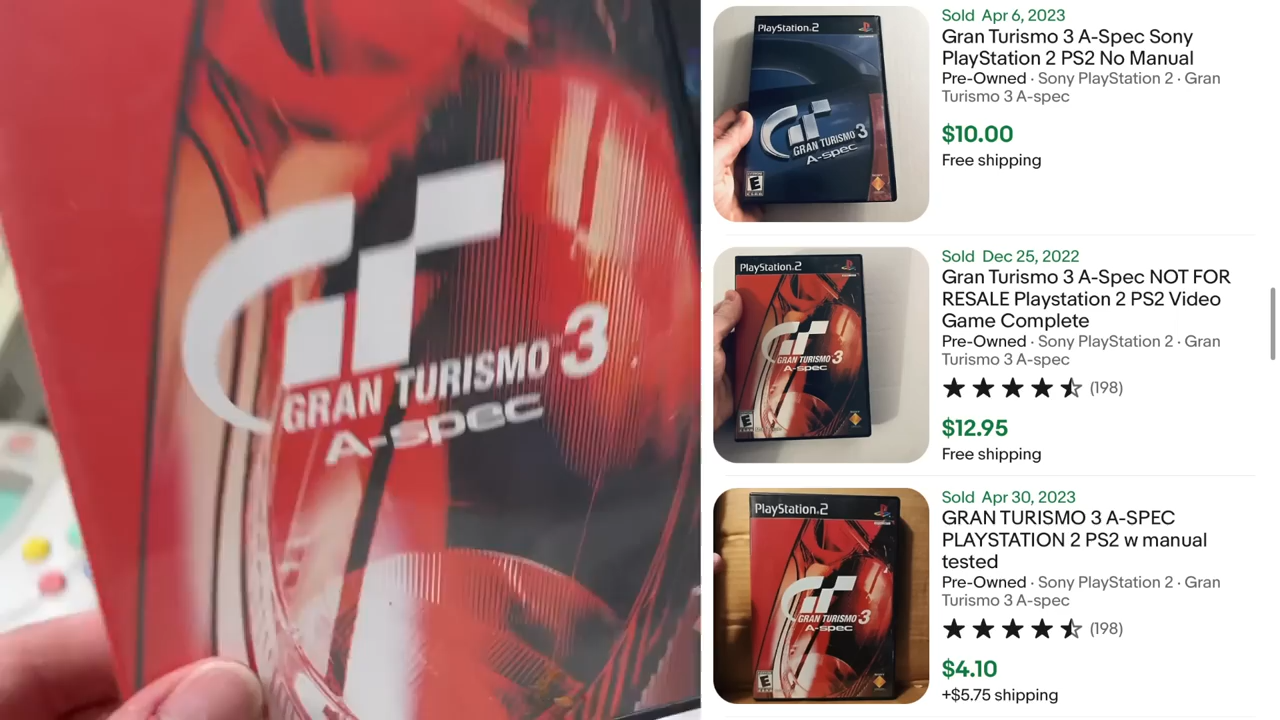 GRAN TURISMO 3
A-spec
Sold Apr 6, 2023
Gran Turismo 3 A-Spec Sony
PlayStation 2 PS2 No Manual
Pre-Owned · Sony PlayStation 2 · Gran
Turismo 3 A-spec
$10.00
Free shipping
PlayStation 2
GRAN TURISMO 3
A-spec
E
Sold Dec 25, 2022
Gran Turismo 3 A-Spec NOT FOR
RESALE Playstation 2 PS2 Video
Game Complete
Pre-Owned · Sony PlayStation 2 · Gran
Turismo 3 A-spec
(198)
$12.95
Free shipping
PlayStation 2
GRAN TURISMO 3
A-spec
E
Sold Apr 30, 2023
GRAN TURISMO 3 A-SPEC
PLAYSTATION 2 PS2 w manual
tested
Pre-Owned · Sony PlayStation 2 · Gran
Turismo 3 A-spec
(198)
$4.10
+$5.75 shipping
PlayStation 2
GRAN TURISMO 3
A-spec
E